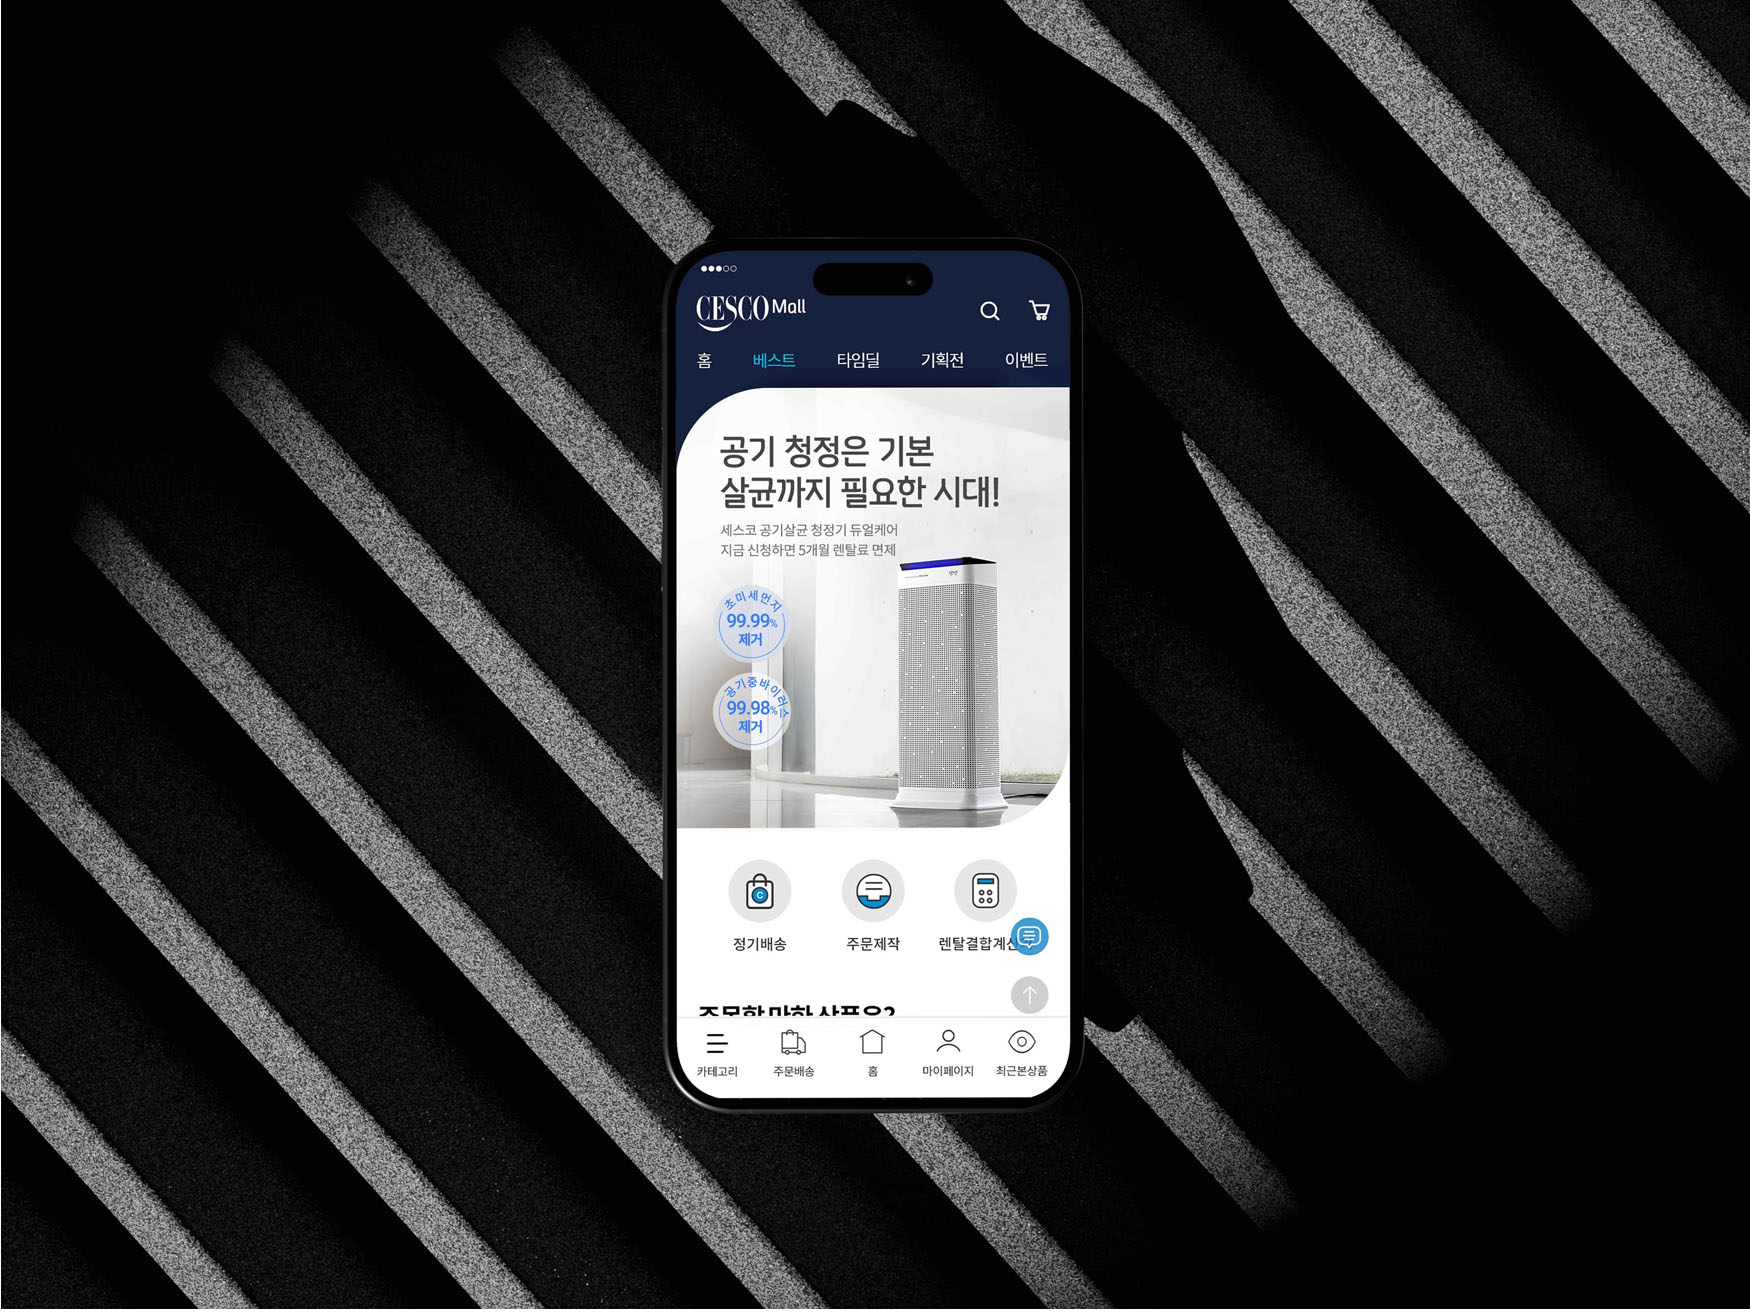 CESCO Mall
홈 베스트 타임딜 기획전 이벤트
공기 청정은 기본
살균까지 필요한 시대!
세스코 공기살균 청정기 듀얼케어
지금 신청하면 5개월 렌탈료 면제
초미세먼지
99.99%
제거
공기중바이러스
99.98%
제거
C
정기배송 주문제작 렌탈결합계산
카테고리 주문배송 홈 마이페이지 최근본상품